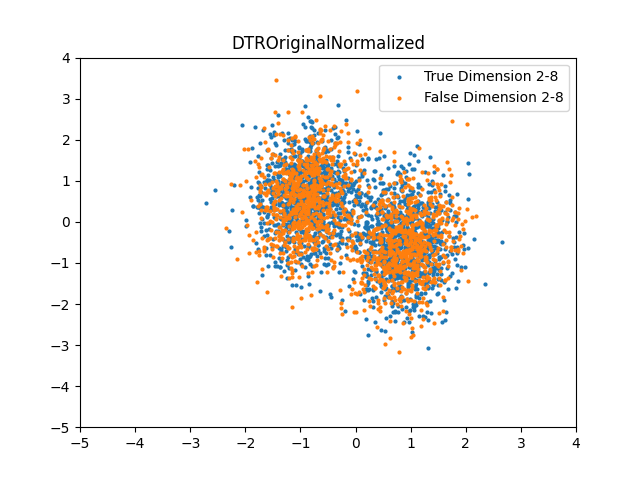 DTROriginalNormalized
True Dimension 2-8
False Dimension 2-8
4
3
2
1
0
−1
−2
−3
−4
−5
−5 −4 −3 −2 −1 0 1 2 3 4